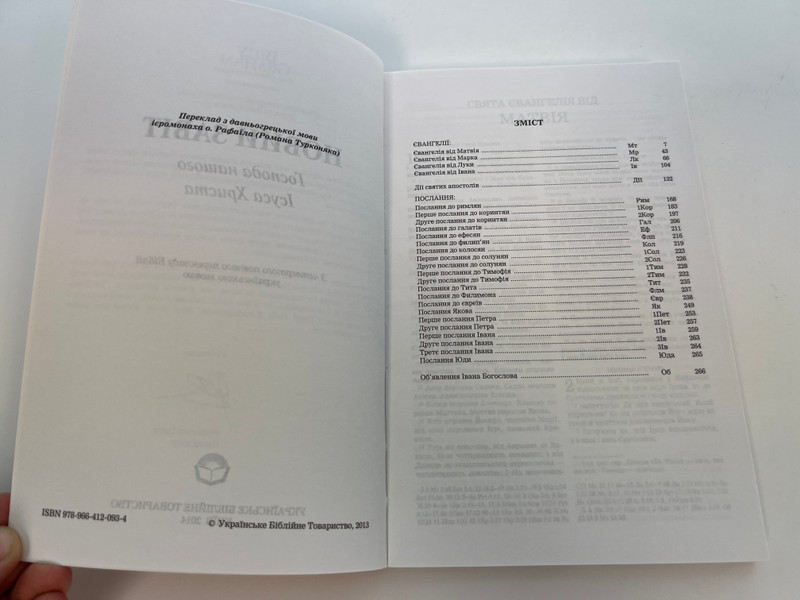 Переклад з давньогрецької мови
ієромонаха о. Рафаїла (Романа Турконяка)
ISBN 978-966-412-093-4
© Українське Біблійне Товариство, 2013
ЗМІСТ
ЄВАНГЕЛІЇ:
Євангелія від Матвія Мт 7
Євангелія від Марка Мр 43
Євангелія від Луки Лк 66
Євангелія від Івана Ів 104
Дії святих апостолів Дії 132
ПОСЛАННЯ:
Послання до римлян Рим 168
Перше послання до коринтян 1Кор 183
Друге послання до коринтян 2Кор 197
Послання до галатів Гал 206
Послання до ефесян Еф 211
Послання до филип'ян Флп 216
Послання до колосян Кол 219
Перше послання до солунян 1Сол 223
Друге послання до солунян 2Сол 226
Перше послання до Тимофія 1Тим 228
Друге послання до Тимофія 2Тим 232
Послання до Тита Тит 235
Послання до Филимона Флм 237
Послання до євреїв Євр 238
Послання Якова Як 249
Перше послання Петра 1Пет 253
Друге послання Петра 2Пет 257
Перше послання Івана 1Ів 259
Друге послання Івана 2Ів 263
Третє послання Івана 3Ів 264
Послання Юди Юда 265
Об'явлення Івана Богослова Об 266